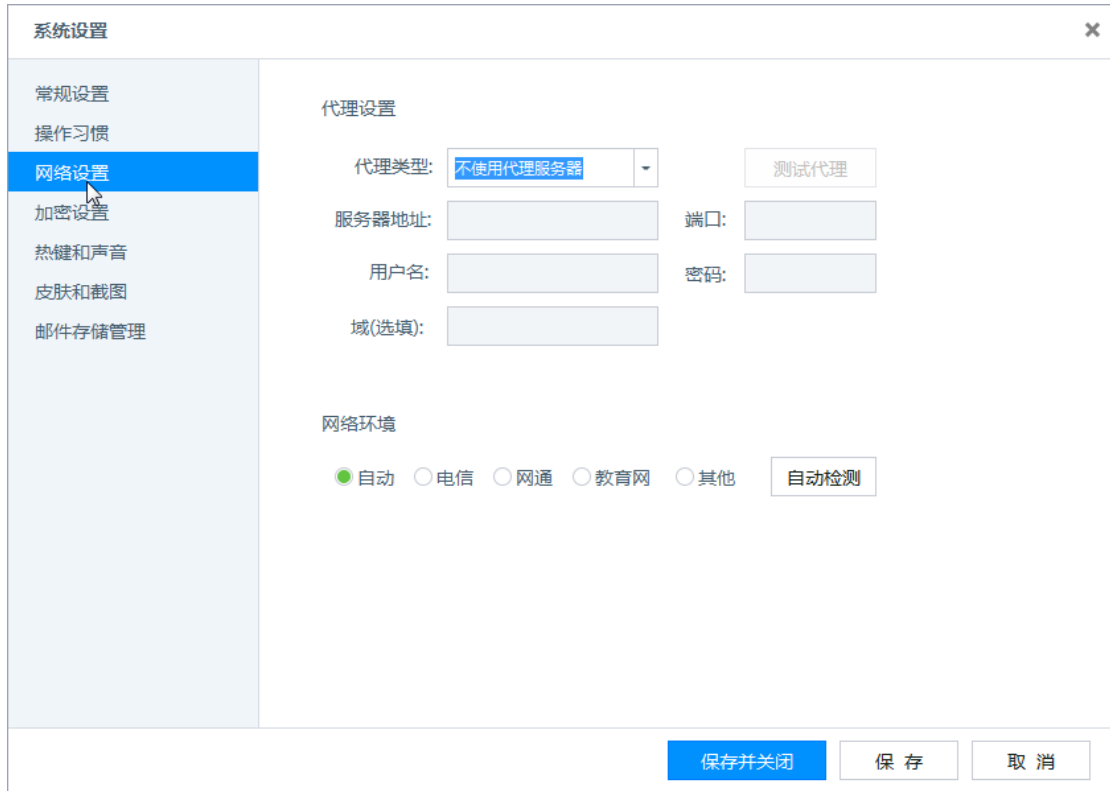 系统设置
常规设置
操作习惯
网络设置
加密设置
热键和声音
皮肤和截图
邮件存储管理
代理设置
代理类型: 不使用代理服务器 测试代理
服务器地址: 端口:
用户名: 密码:
域(选填):
网络环境
自动 电信 网通 教育网 其他 自动检测
保存并关闭 保 存 取 消